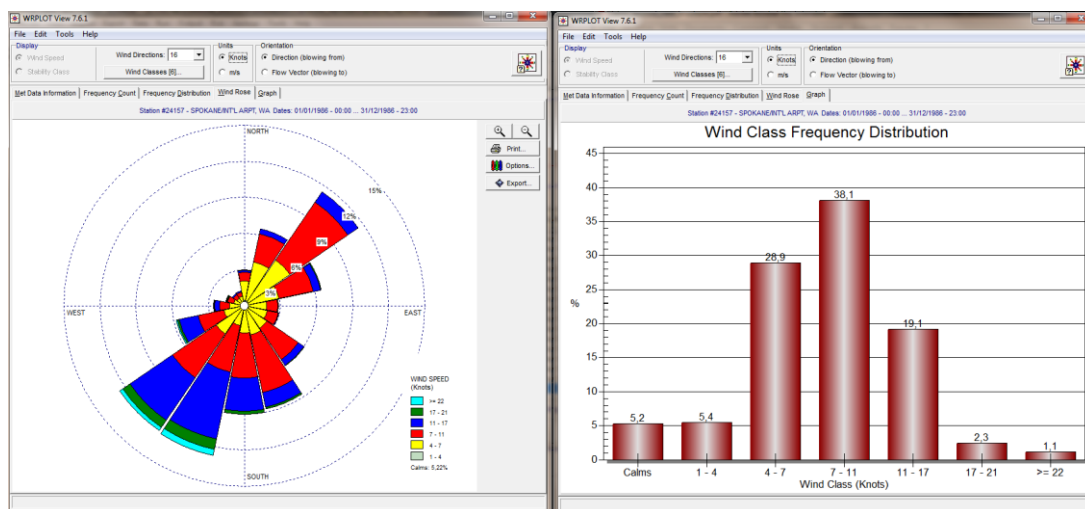 WRPLOT View 7.6.1
File Edit Tools Help
Display
Wind Speed
Stability Class
Wind Directions: 16
Wind Classes [6]...
Units
Knots
m/s
Orientation
Direction (blowing from)
Flow Vector (blowing to)
Met Data Information Frequency Count Frequency Distribution Wind Rose Graph
Station #24157 - SPOKANE/INT'L ARPT, WA Dates: 01/01/1986 - 00:00 ... 31/12/1986 - 23:00
NORTH
15%
12%
9%
6%
3%
WEST
EAST
SOUTH
Print...
Options...
Export...
WIND SPEED
(Knots)
>= 22
17 - 21
11 - 17
7 - 11
4 - 7
1 - 4
Calms: 5,22%
WRPLOT View 7.6.1
File Edit Tools Help
Display
Wind Speed
Stability Class
Wind Directions: 16
Wind Classes [6]...
Units
Knots
m/s
Orientation
Direction (blowing from)
Flow Vector (blowing to)
Met Data Information Frequency Count Frequency Distribution Wind Rose Graph
Station #24157 - SPOKANE/INT'L ARPT, WA Dates: 01/01/1986 - 00:00 ... 31/12/1986 - 23:00
Wind Class Frequency Distribution
45
40
35
30
25
20
15
10
5
0
%
5,2
5,4
28,9
38,1
19,1
2,3
1,1
Calms 1 - 4 4 - 7 7 - 11 11 - 17 17 - 21 >= 22
Wind Class (Knots)